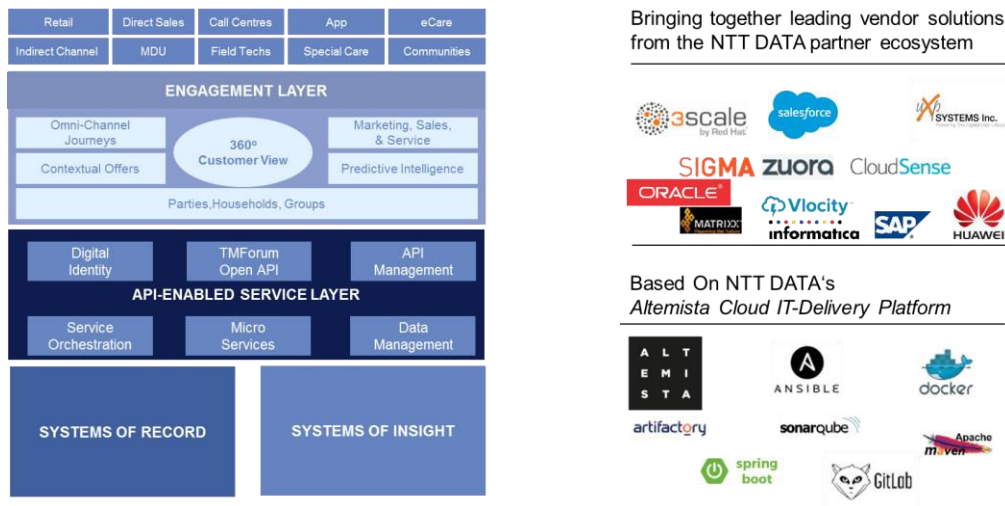 Retail
Direct Sales
Call Centres
App
eCare
Indirect Channel
MDU
Field Techs
Special Care
Communities
ENGAGEMENT LAYER
Omni-Channel
Journeys
360º
Customer View
Marketing, Sales,
& Service
Contextual Offers
Predictive Intelligence
Parties,Households, Groups
Digital
Identity
TMForum
Open API
API
Management
API-ENABLED SERVICE LAYER
Service
Orchestration
Micro
Services
Data
Management
SYSTEMS OF RECORD
SYSTEMS OF INSIGHT
Bringing together leading vendor solutions
from the NTT DATA partner ecosystem
3scale
by Red Hat
salesforce
uxp
SYSTEMS Inc.
SIGMA
zuora
CloudSense
ORACLE
MATRIXX
Vlocity
informatica
SAP
HUAWEI
Based On NTT DATA‘s
Altemista Cloud IT-Delivery Platform
A L T
E M I
S T A
ANSIBLE
docker
artifactory
sonarqube
Apache
maven
spring
boot
GitLab